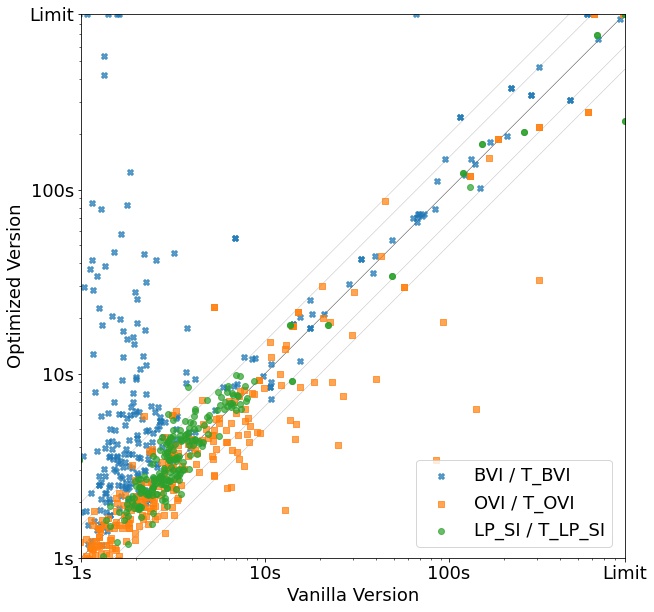 Limit
100s
10s
1s
Optimized Version
BVI / T_BVI
OVI / T_OVI
LP_SI / T_LP_SI
1s
10s
100s
Limit
Vanilla Version